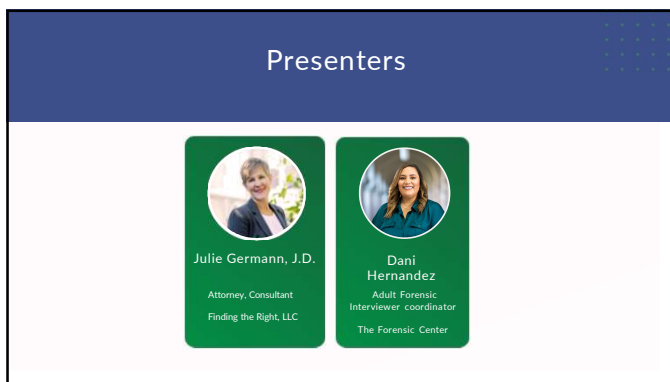 Presenters
Julie Germann, J.D.
Attorney, Consultant
Finding the Right, LLC
Dani
Hernandez
Adult Forensic
Interviewer coordinator
The Forensic Center